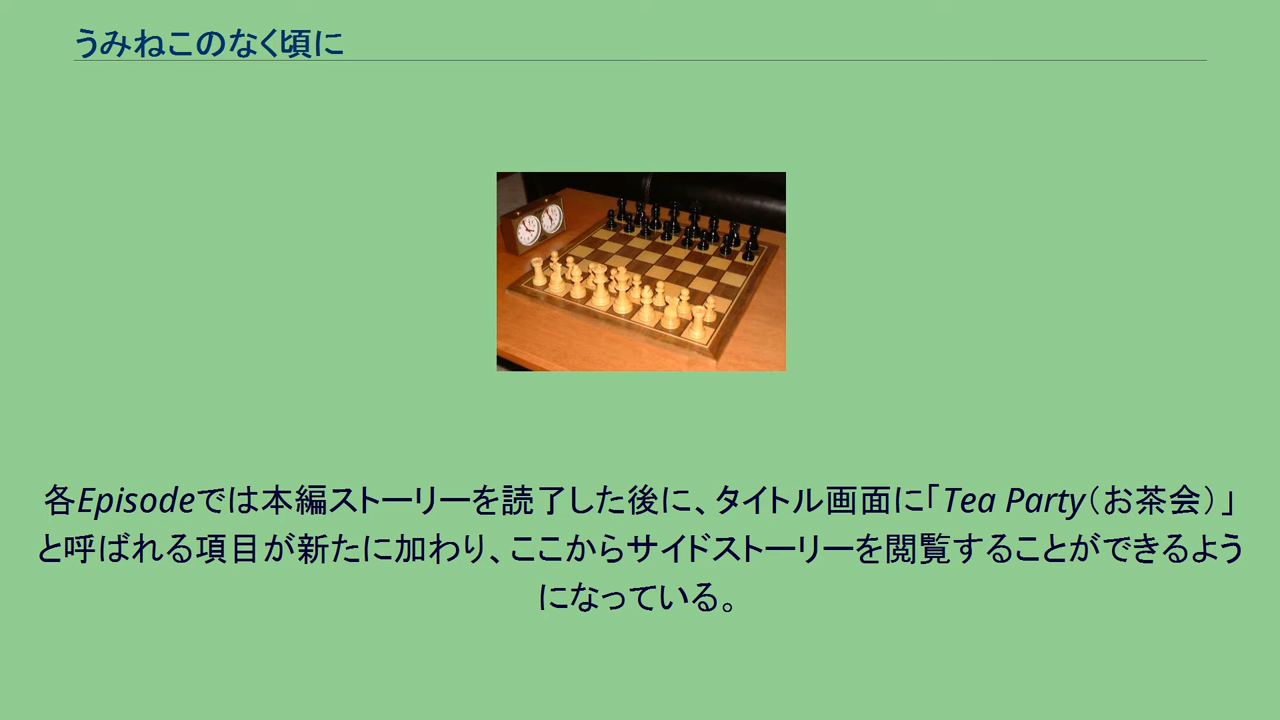 うみねこのなく頃に
各Episodeでは本編ストーリーを読了した後に、タイトル画面に「Tea Party（お茶会）」
と呼ばれる項目が新たに加わり、ここからサイドストーリーを閲覧することができるよう
になっている。